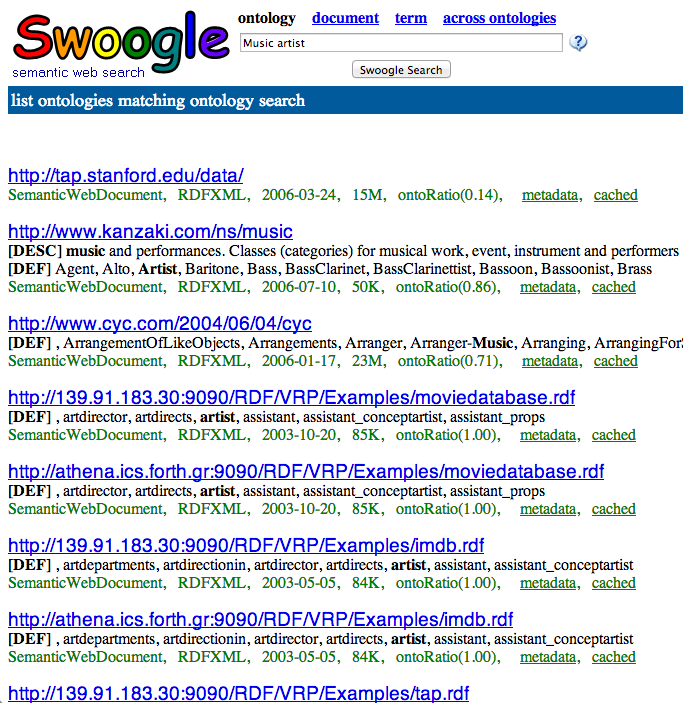 Swoogle
semantic web search
ontology document term across ontologies
Music artist
?
Swoogle Search
list ontologies matching ontology search
http://tap.stanford.edu/data/
SemanticWebDocument, RDFXML, 2006-03-24, 15M, ontoRatio(0.14), metadata, cached
http://www.kanzaki.com/ns/music
[DESC] music and performances. Classes (categories) for musical work, event, instrument and performers
[DEF] Agent, Alto, Artist, Baritone, Bass, BassClarinet, BassClarinettist, Bassoon, Bassoonist, Brass
SemanticWebDocument, RDFXML, 2006-07-10, 50K, ontoRatio(0.86), metadata, cached
http://www.cyc.com/2004/06/04/cyc
[DEF] , ArrangementOfLikeObjects, Arrangements, Arranger, Arranger-Music, Arranging, ArrangingForS
SemanticWebDocument, RDFXML, 2006-01-17, 23M, ontoRatio(0.71), metadata, cached
http://139.91.183.30:9090/RDF/VRP/Examples/moviedatabase.rdf
[DEF] , artdirector, artdirects, artist, assistant, assistant_conceptartist, assistant_props
SemanticWebDocument, RDFXML, 2003-10-20, 85K, ontoRatio(1.00), metadata, cached
http://athena.ics.forth.gr:9090/RDF/VRP/Examples/moviedatabase.rdf
[DEF] , artdirector, artdirects, artist, assistant, assistant_conceptartist, assistant_props
SemanticWebDocument, RDFXML, 2003-10-20, 85K, ontoRatio(1.00), metadata, cached
http://139.91.183.30:9090/RDF/VRP/Examples/imdb.rdf
[DEF] , artdepartments, artdirectionin, artdirector, artdirects, artist, assistant, assistant_conceptartist
SemanticWebDocument, RDFXML, 2003-05-05, 84K, ontoRatio(1.00), metadata, cached
http://athena.ics.forth.gr:9090/RDF/VRP/Examples/imdb.rdf
[DEF] , artdepartments, artdirectionin, artdirector, artdirects, artist, assistant, assistant_conceptartist
SemanticWebDocument, RDFXML, 2003-05-05, 84K, ontoRatio(1.00), metadata, cached
http://139.91.183.30:9090/RDF/VRP/Examples/tap.rdf